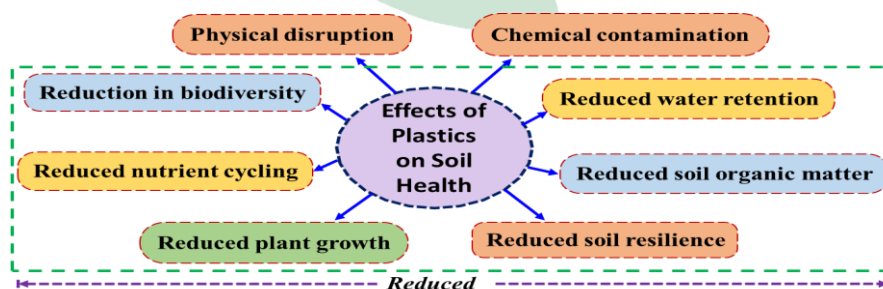 Physical disruption
Chemical contamination
Reduction in biodiversity
Effects of
Plastics
on Soil
Health
Reduced water retention
Reduced nutrient cycling
Reduced soil organic matter
Reduced plant growth
Reduced soil resilience
Reduced